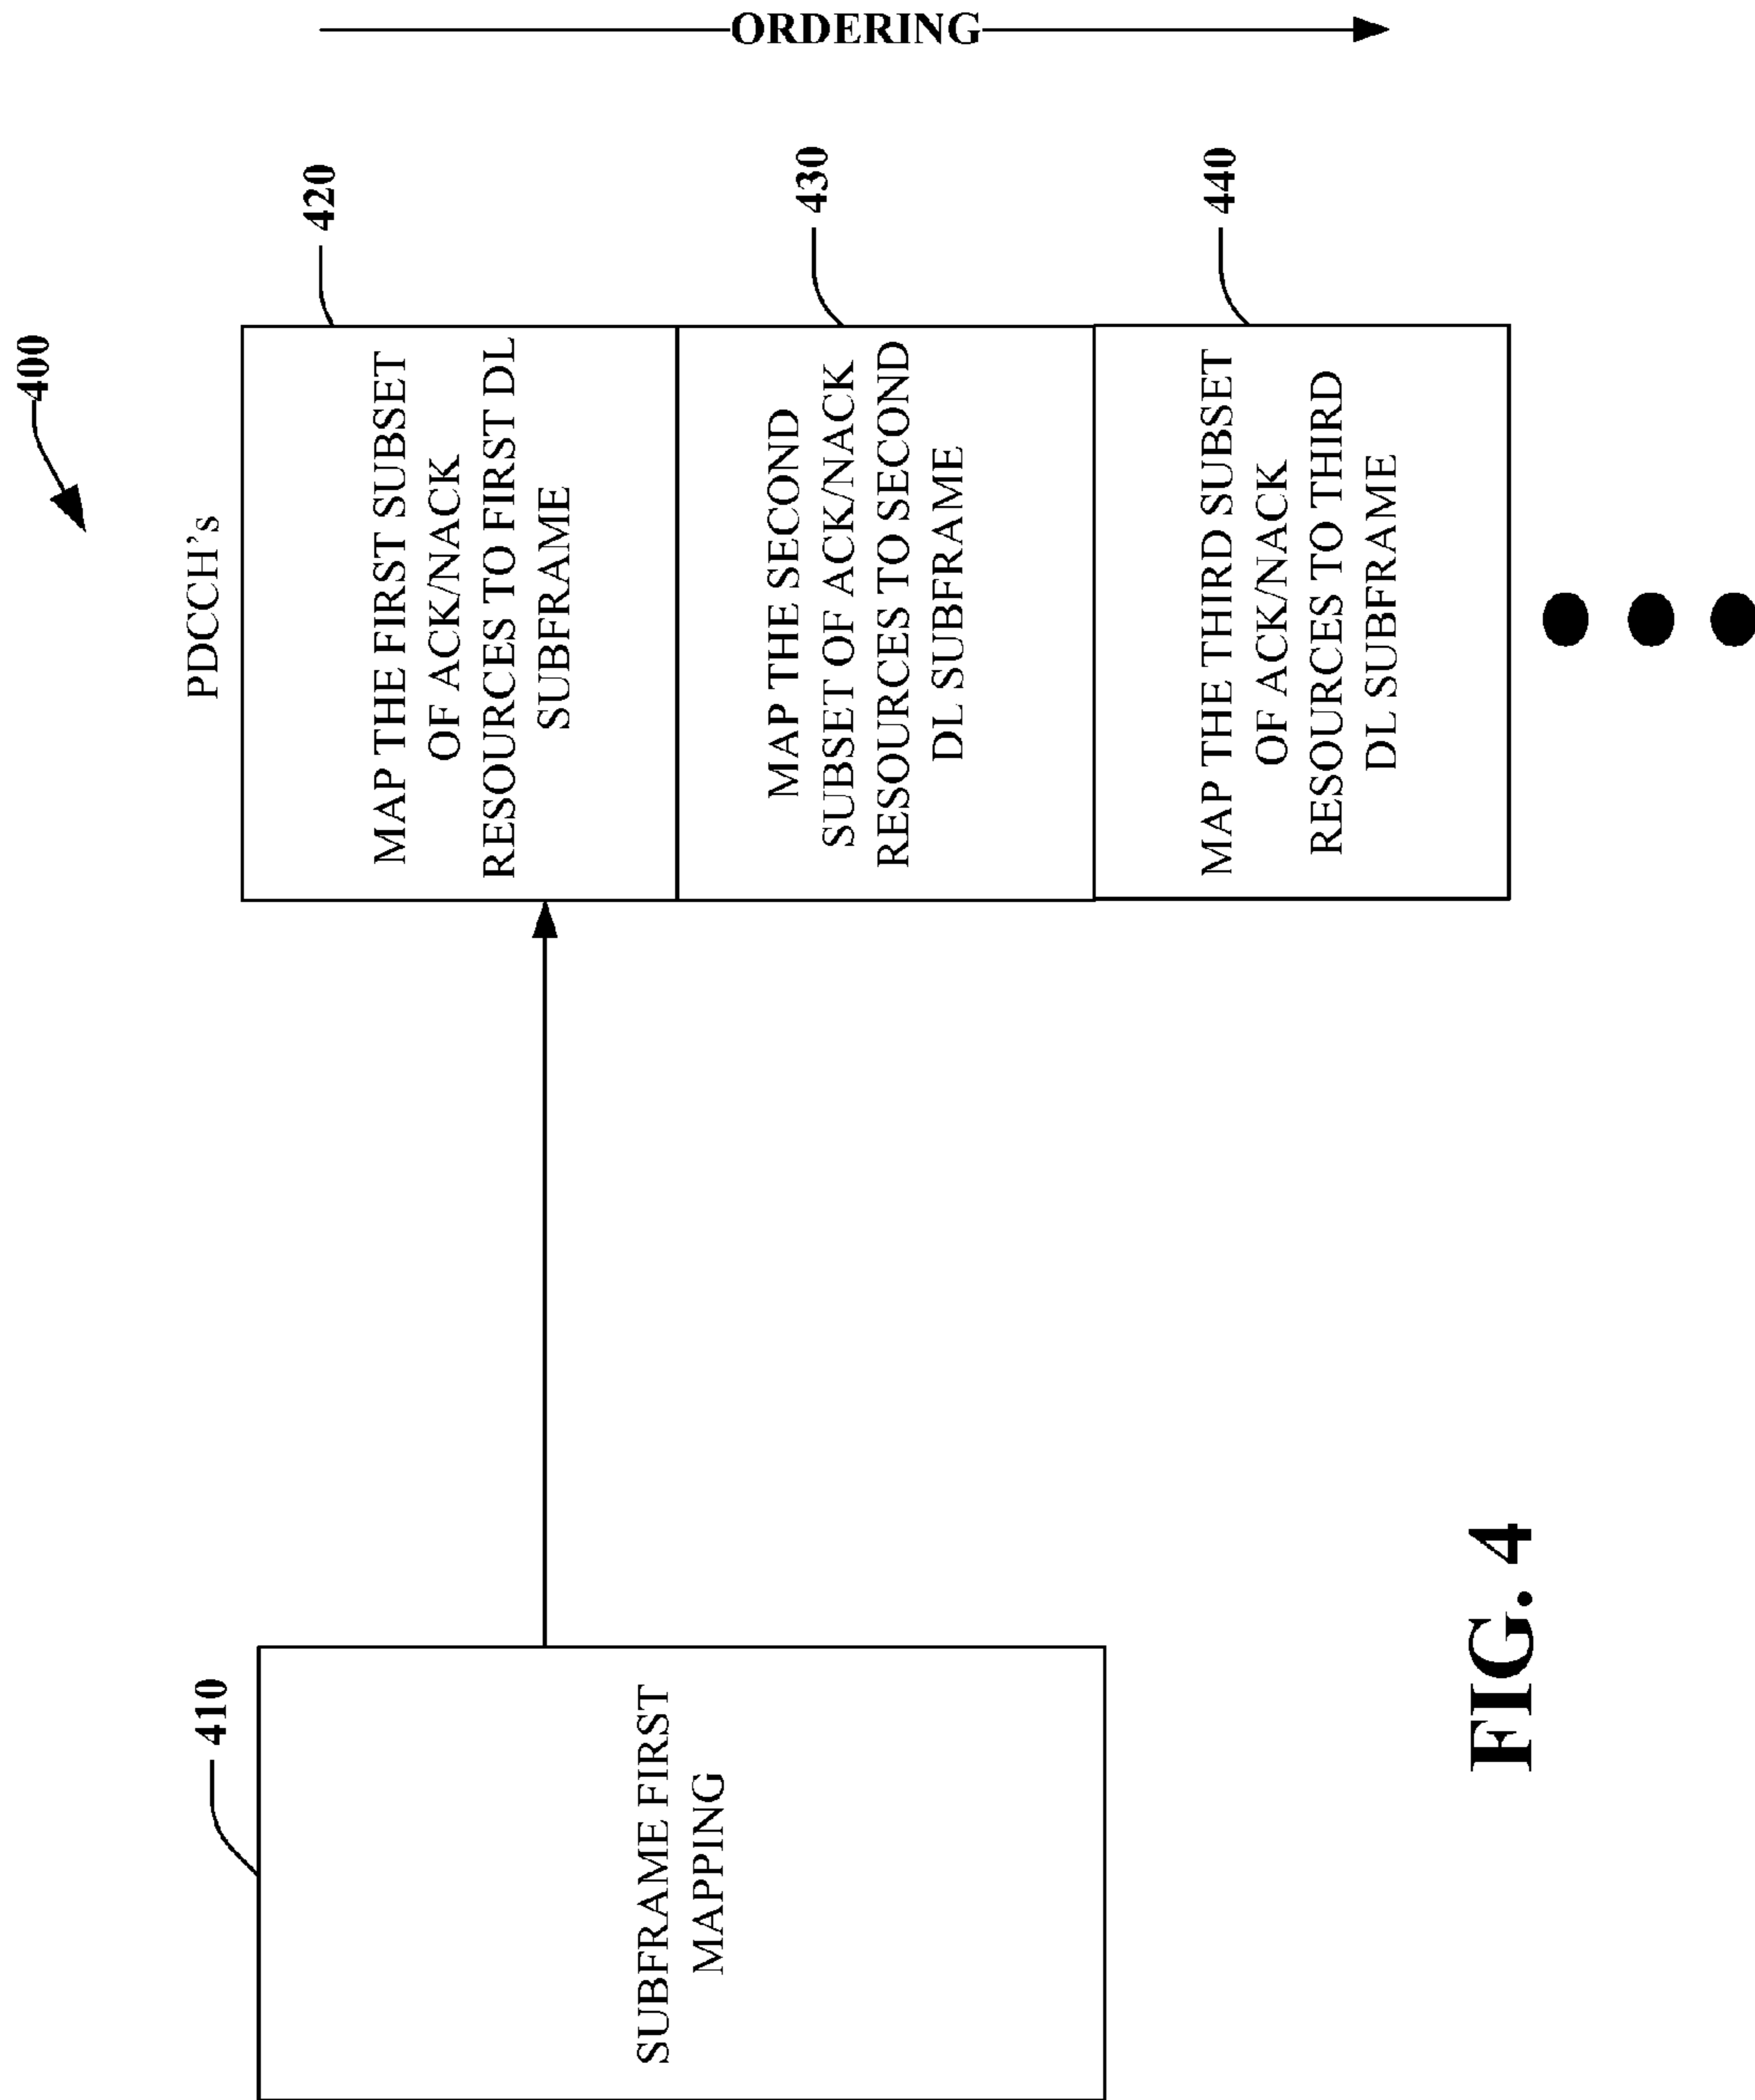 400
PDCCH's
410
SUBFRAME FIRST
MAPPING
420
MAP THE FIRST SUBSET
OF ACK/NACK
RESOURCES TO FIRST DL
SUBFRAME
430
MAP THE SECOND
SUBSET OF ACK/NACK
RESOURCES TO SECOND
DL SUBFRAME
440
MAP THE THIRD SUBSET
OF ACK/NACK
RESOURCES TO THIRD
DL SUBFRAME
ORDERING
FIG. 4